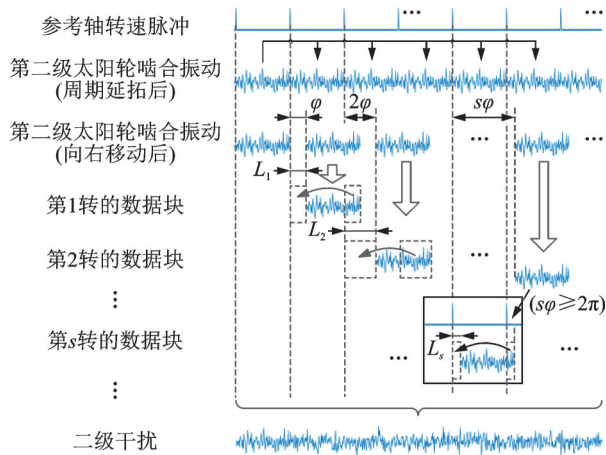 参考轴转速脉冲
...
第二级太阳轮啮合振动
(周期延拓后)
φ
2φ
sφ
第二级太阳轮啮合振动
(向右移动后)
...
...
L₁
第1转的数据块
L₂
第2转的数据块
...
⋮
(sφ≥2π)
第s转的数据块
...
Lₛ
...
⋮
二级干扰